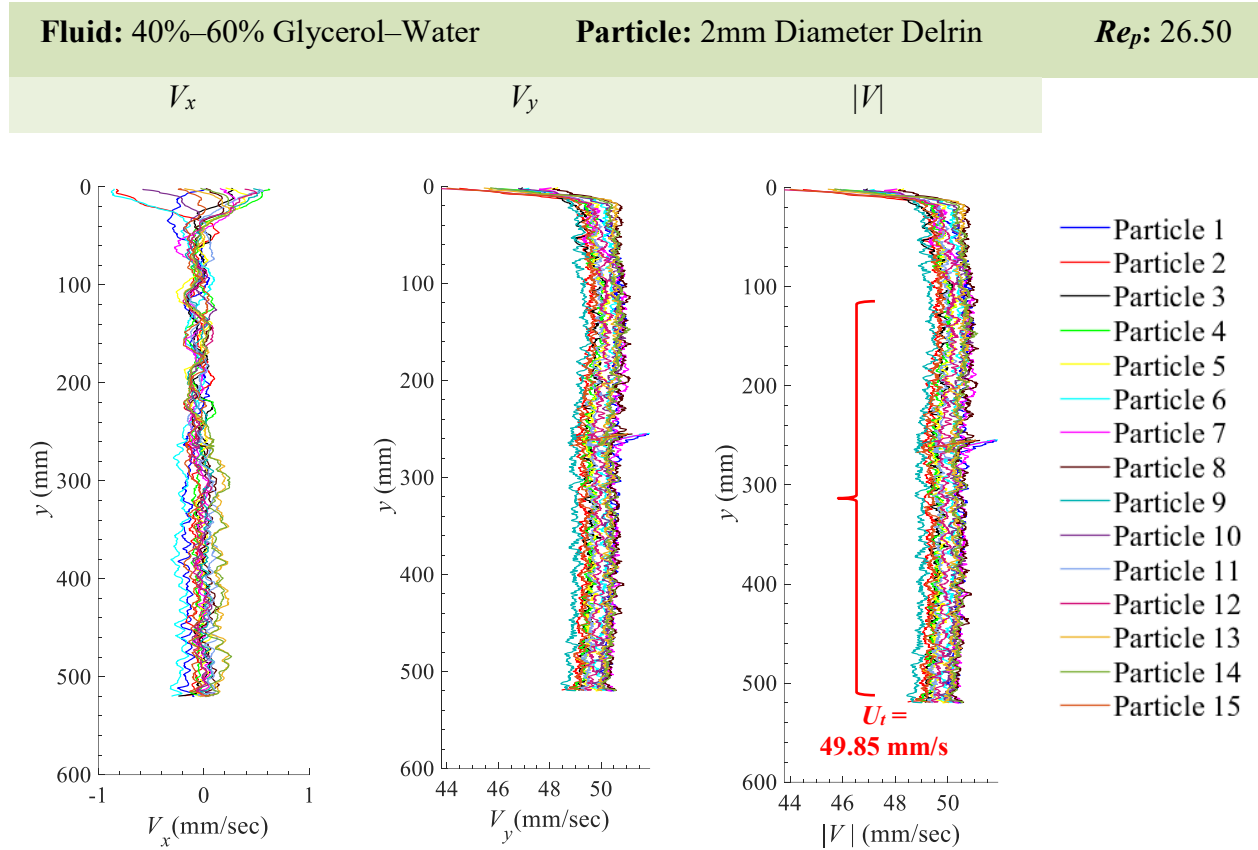 Fluid: 40%–60% Glycerol–Water Particle: 2mm Diameter Delrin Rep: 26.50
Vx Vy |V|
0
100
200
300
400
500
600
y (mm)
-1 0 1
Vx(mm/sec)
0
100
200
300
400
500
600
y (mm)
44 46 48 50
Vy(mm/sec)
0
100
200
300
400
500
600
y (mm)
44 46 48 50
|V| (mm/sec)
Ut =
49.85 mm/s
Particle 1
Particle 2
Particle 3
Particle 4
Particle 5
Particle 6
Particle 7
Particle 8
Particle 9
Particle 10
Particle 11
Particle 12
Particle 13
Particle 14
Particle 15